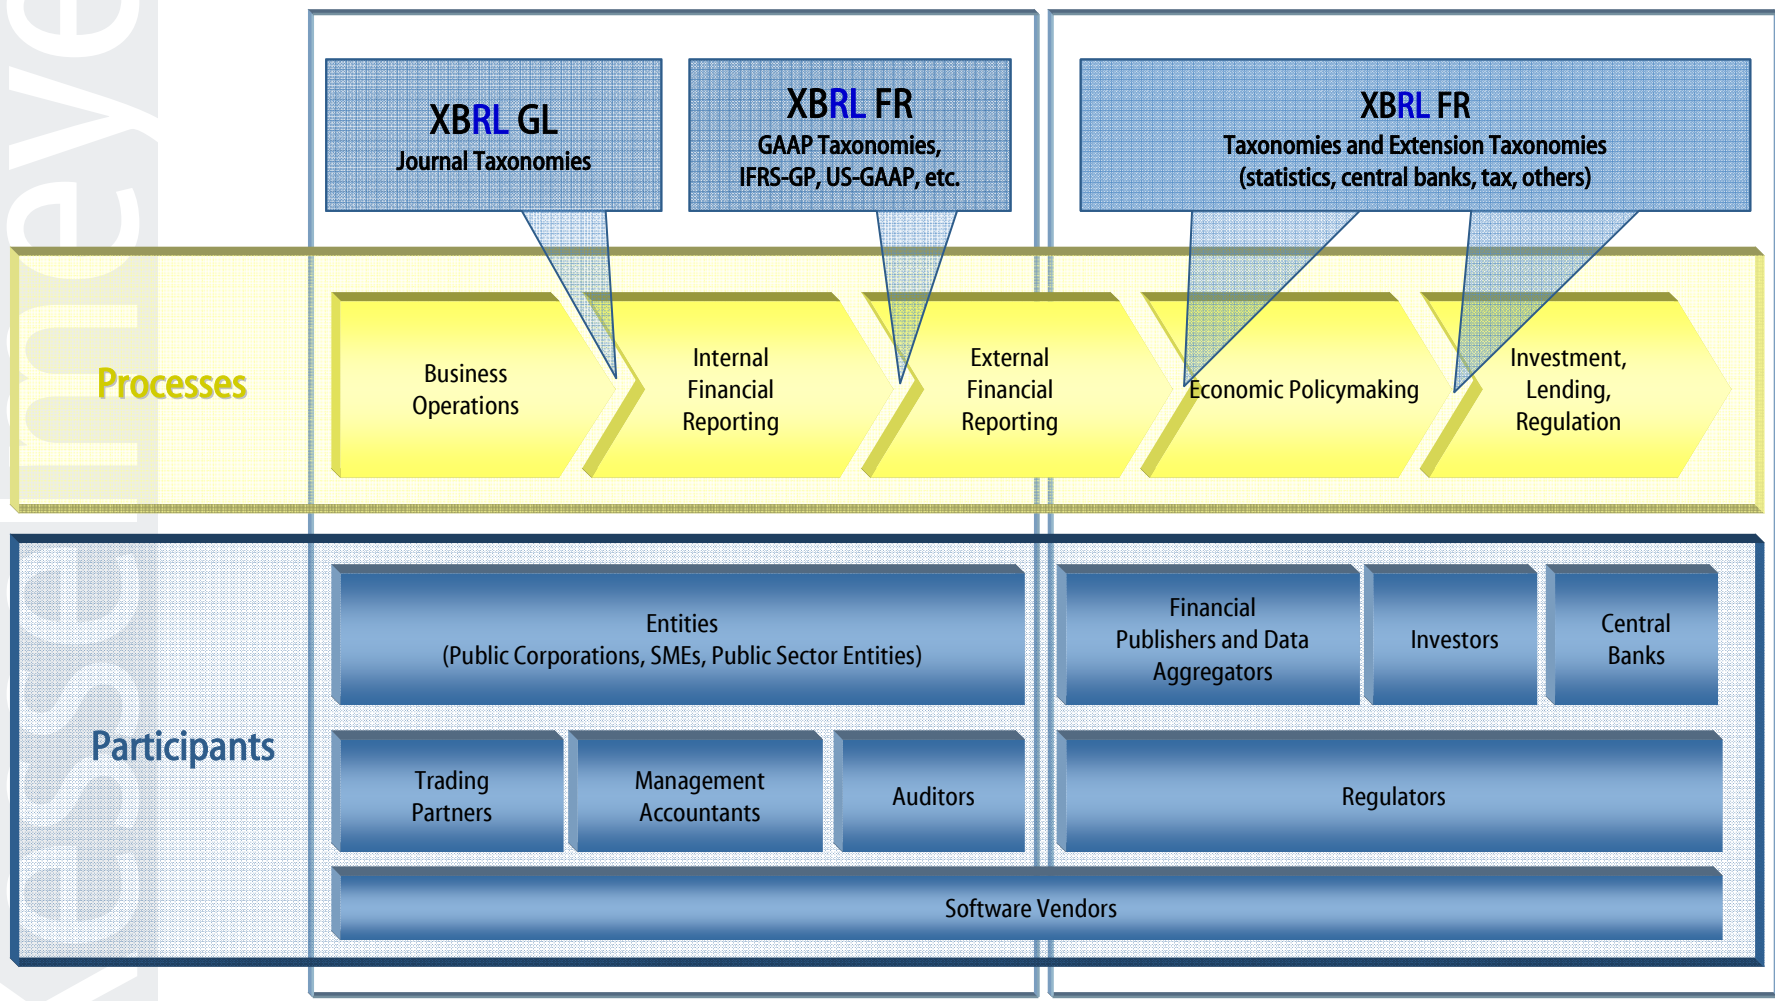 XBRL GL
Journal Taxonomies
XBRL FR
GAAP Taxonomies,
IFRS-GP, US-GAAP, etc.
XBRL FR
Taxonomies and Extension Taxonomies
(statistics, central banks, tax, others)
Processes
Business
Operations
Internal
Financial
Reporting
External
Financial
Reporting
Economic Policymaking
Investment,
Lending,
Regulation
Participants
Entities
(Public Corporations, SMEs, Public Sector Entities)
Financial
Publishers and Data
Aggregators
Investors
Central
Banks
Trading
Partners
Management
Accountants
Auditors
Regulators
Software Vendors